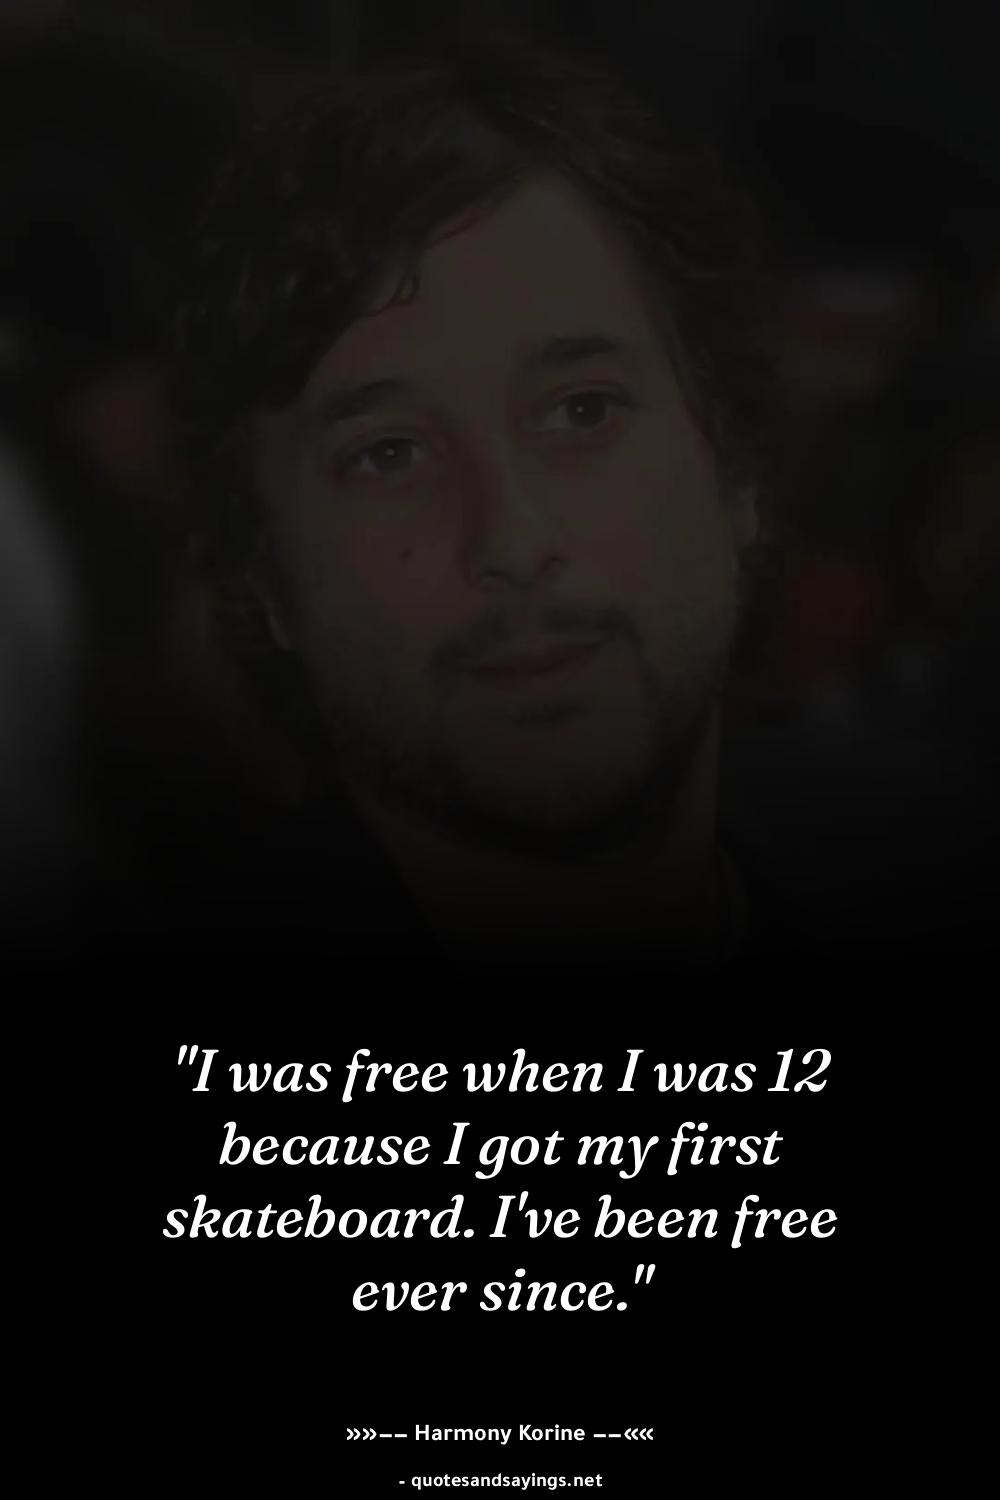 "I was free when I was 12
because I got my first
skateboard. I've been free
ever since."
»»–– Harmony Korine ––««
- quotesandsayings.net